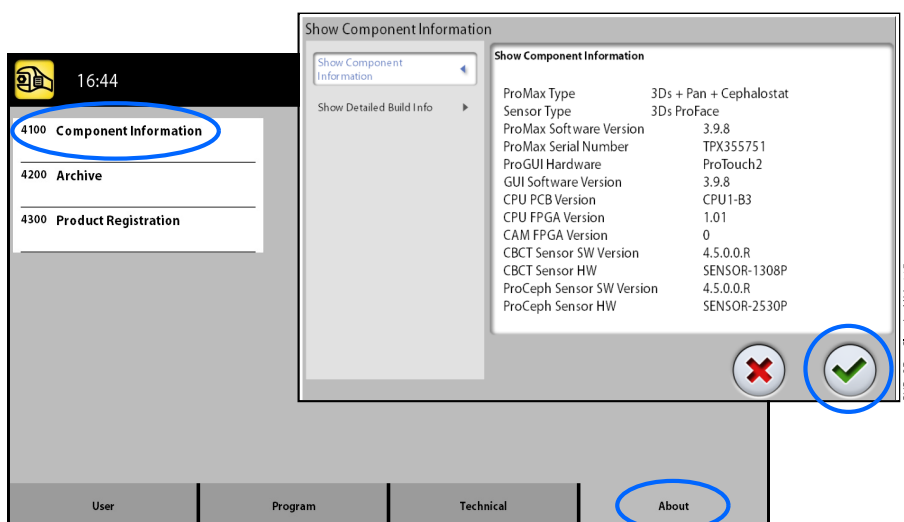 Show Component Information
Show Component
Information
Show Detailed Build Info
Show Component Information
ProMax Type 3Ds + Pan + Cephalostat
Sensor Type 3Ds ProFace
ProMax Software Version 3.9.8
ProMax Serial Number TPX355751
ProGUI Hardware ProTouch2
GUI Software Version 3.9.8
CPU PCB Version CPU1-B3
CPU FPGA Version 1.01
CAM FPGA Version 0
CBCT Sensor SW Version 4.5.0.0.R
CBCT Sensor HW SENSOR-1308P
ProCeph Sensor SW Version 4.5.0.0.R
ProCeph Sensor HW SENSOR-2530P
16:44
4100 Component Information
4200 Archive
4300 Product Registration
User Program Technical About